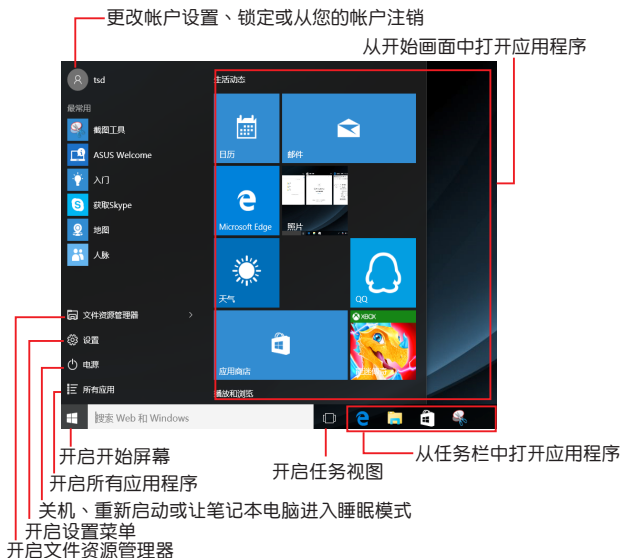 更改帐户设置、锁定或从您的帐户注销
从开始画面中打开应用程序
tsd
生活动态
最常用
截图工具
ASUS Welcome
入门
获取Skype
地图
人脉
日历
邮件
Microsoft Edge
照片
天气
QQ
应用商店
XBOX
播放和浏览
文件资源管理器
设置
电源
所有应用
搜索 Web 和 Windows
开启开始屏幕
开启任务视图
从任务栏中打开应用程序
开启所有应用程序
关机、重新启动或让笔记本电脑进入睡眠模式
开启设置菜单
开启文件资源管理器